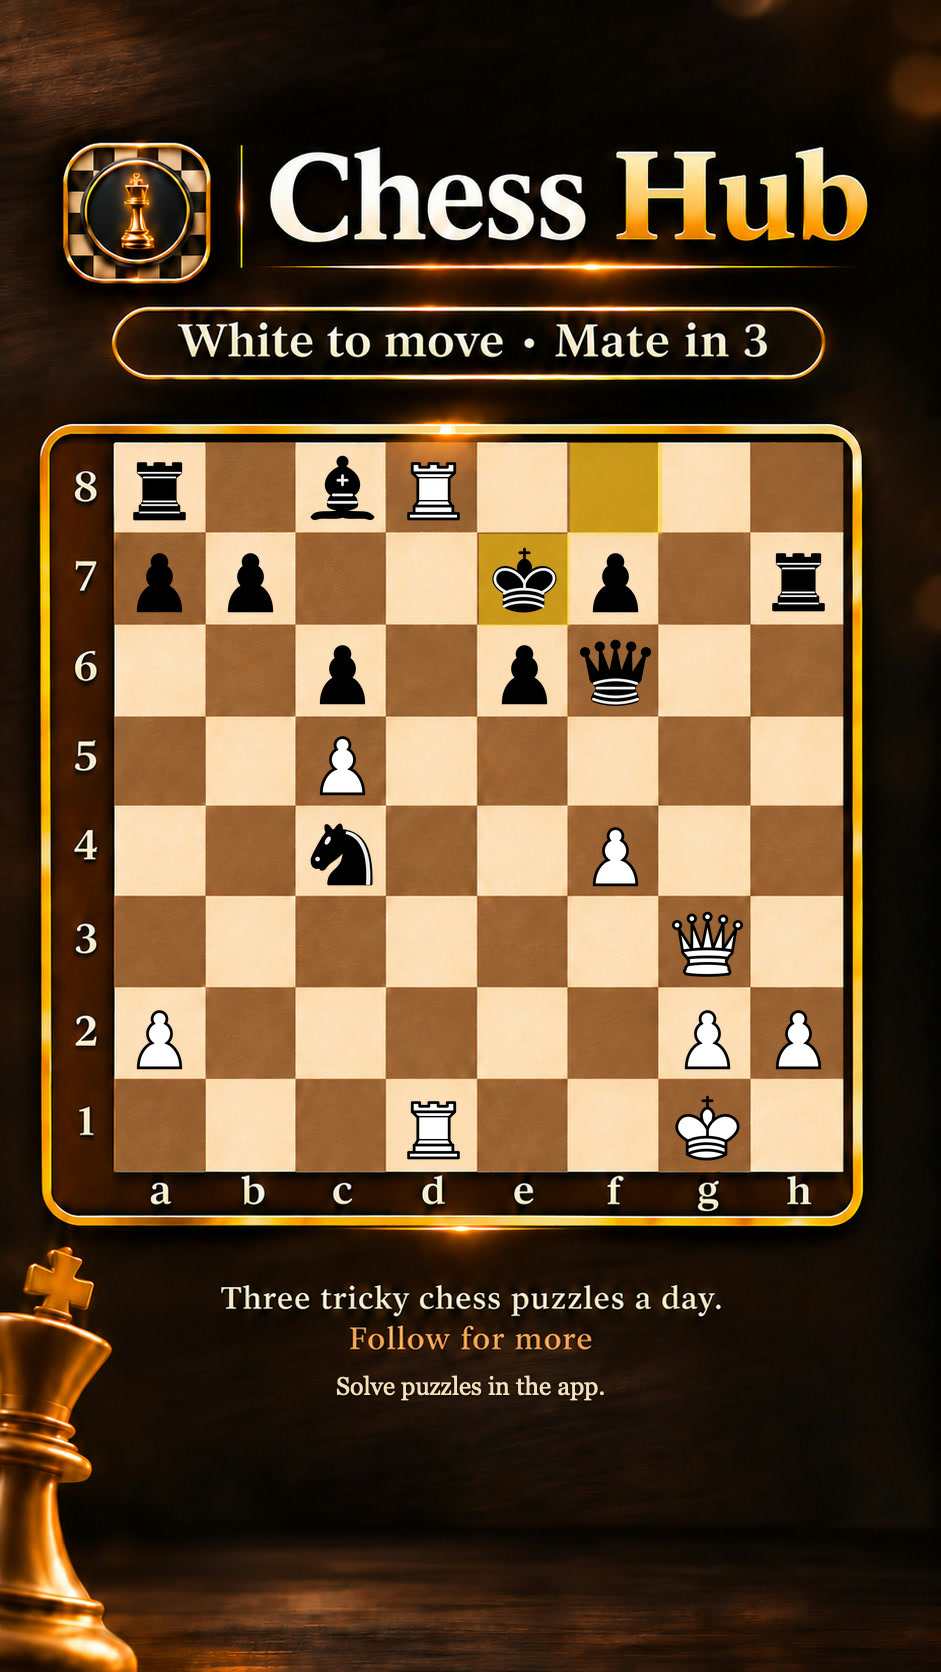 Chess Hub
White to move • Mate in 3
8
7
6
5
4
3
2
1
a b c d e f g h
Three tricky chess puzzles a day.
Follow for more
Solve puzzles in the app.